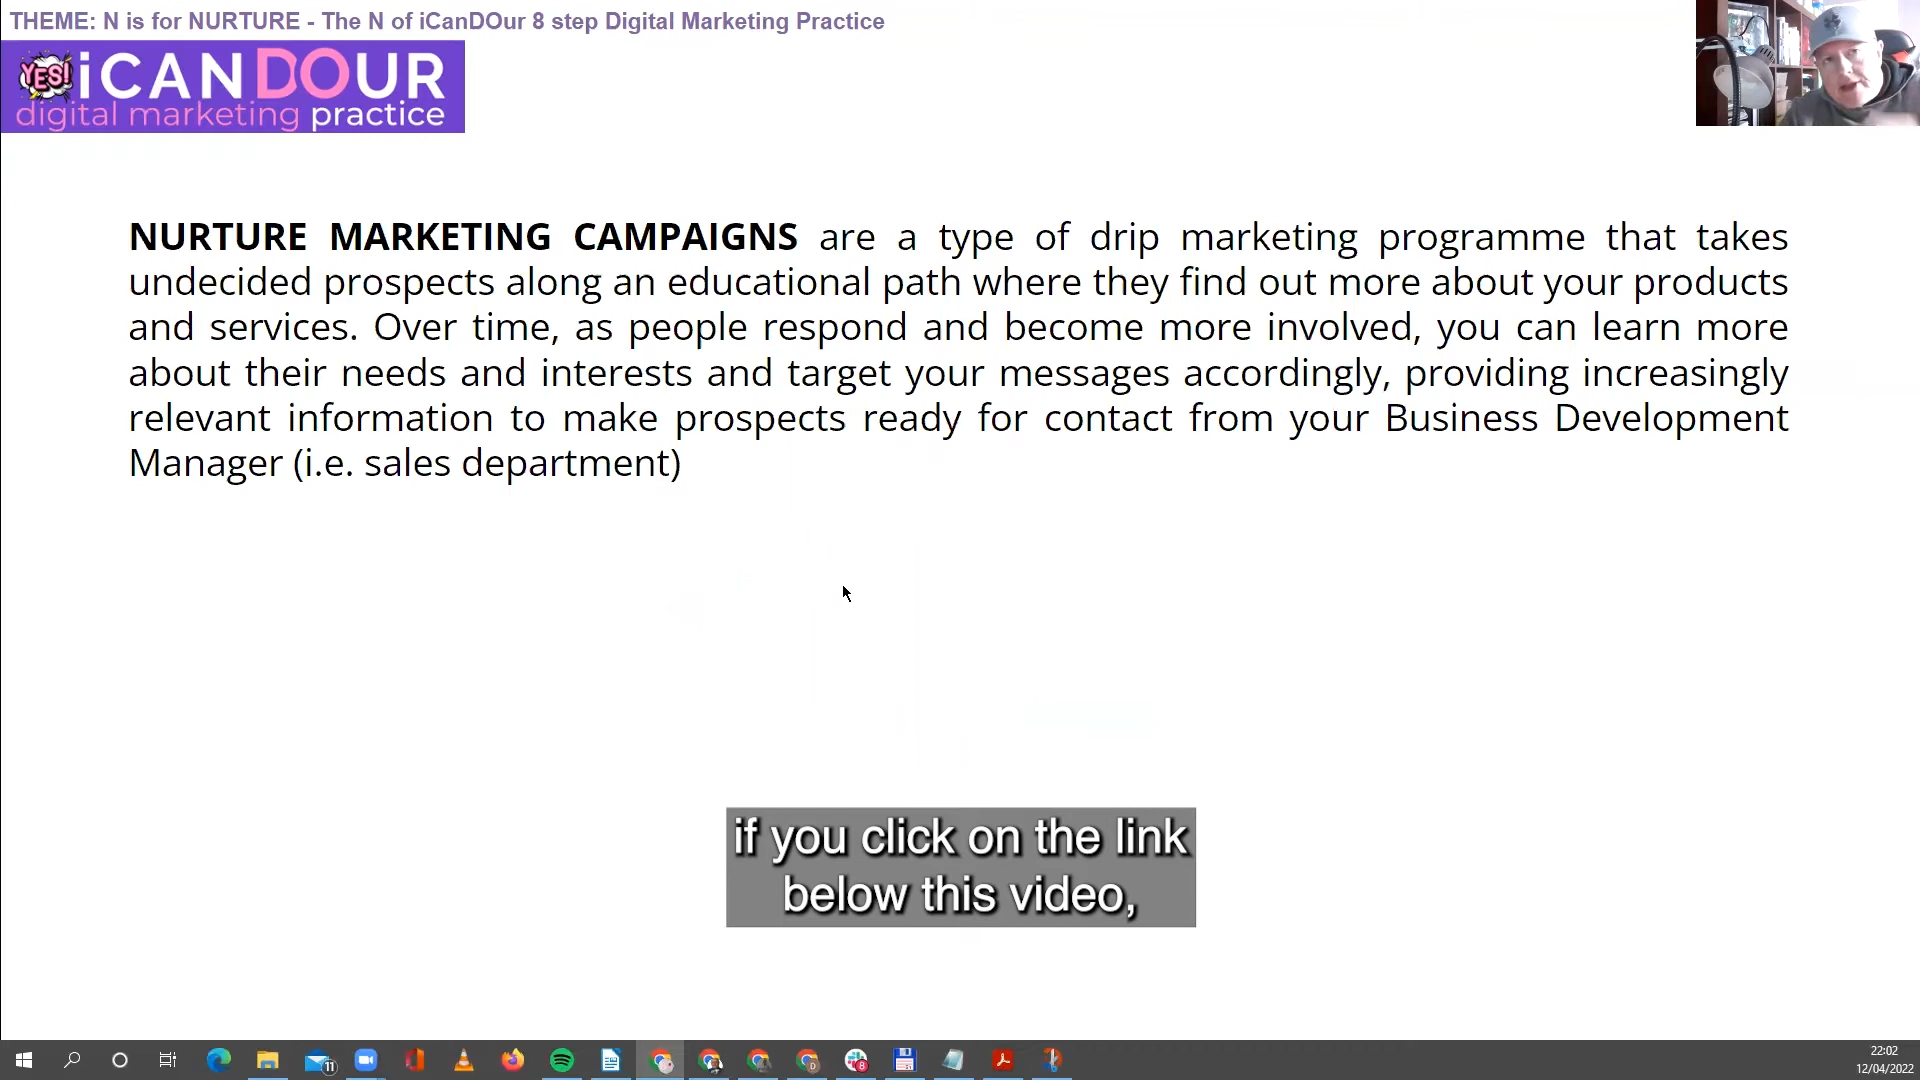 THEME: N is for NURTURE - The N of iCanDOur 8 step Digital Marketing Practice
YES! iCANDOUR
digital marketing practice
NURTURE MARKETING CAMPAIGNS are a type of drip marketing programme that takes
undecided prospects along an educational path where they find out more about your products
and services. Over time, as people respond and become more involved, you can learn more
about their needs and interests and target your messages accordingly, providing increasingly
relevant information to make prospects ready for contact from your Business Development
Manager (i.e. sales department)
if you click on the link
below this video,
11
D
8
22:02
12/04/2022